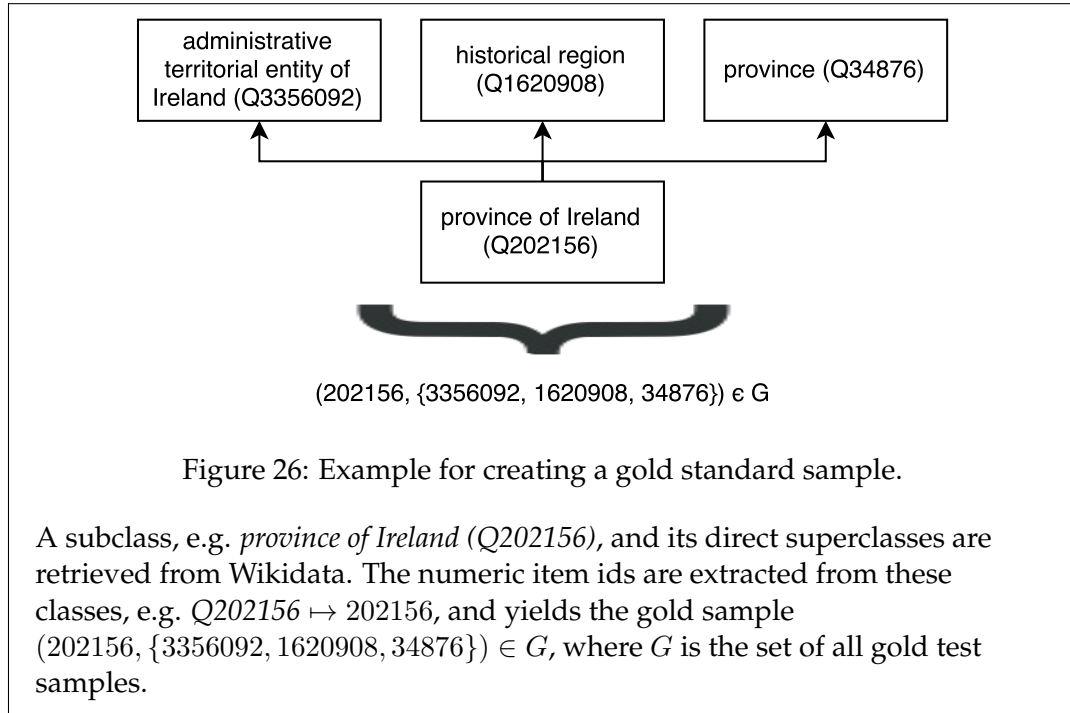 administrative
territorial entity of
Ireland (Q3356092)
historical region
(Q1620908)
province (Q34876)
province of Ireland
(Q202156)
(202156, {3356092, 1620908, 34876}) ϵ G
Figure 26: Example for creating a gold standard sample.
A subclass, e.g. province of Ireland (Q202156), and its direct superclasses are
retrieved from Wikidata. The numeric item ids are extracted from these
classes, e.g. Q202156 ↦ 202156, and yields the gold sample
(202156, {3356092, 1620908, 34876}) ∈ G, where G is the set of all gold test
samples.